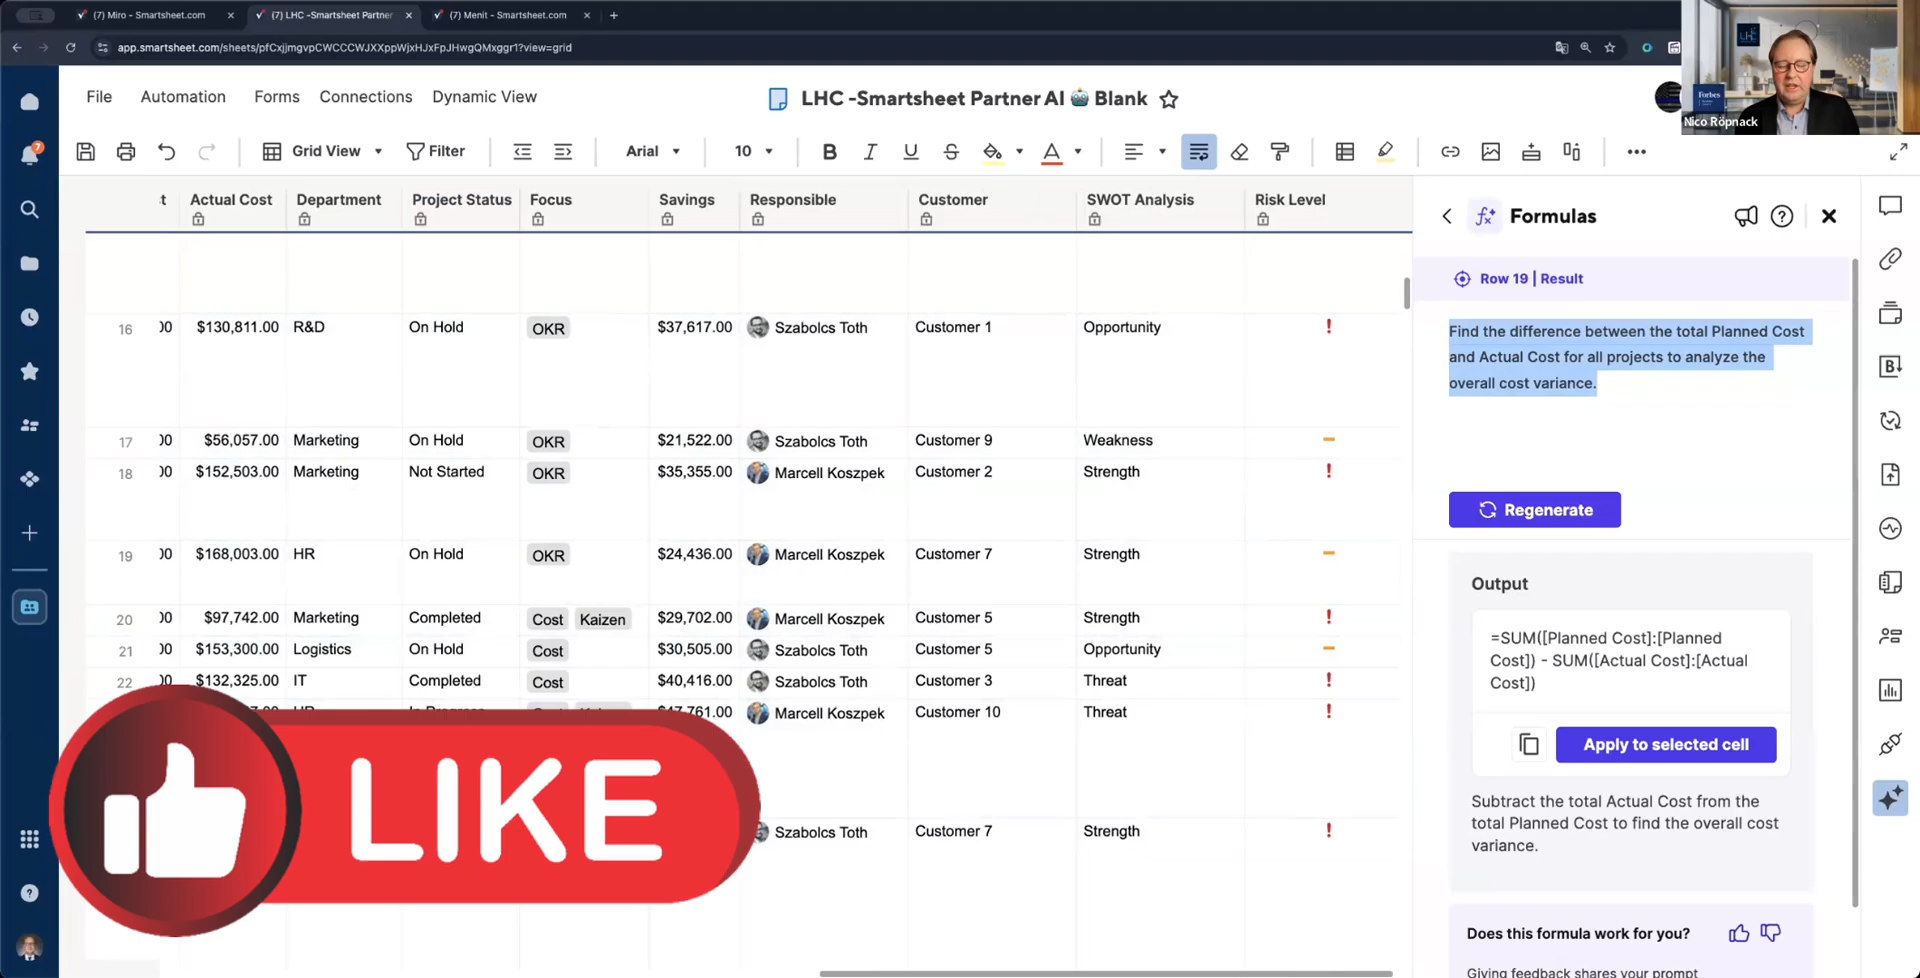 (7) Miro - Smartsheet.com
(7) LHC -Smartsheet Partner
(7) Menit - Smartsheet.com
app.smartsheet.com/sheets/pfCxjjmgvpCWCCCWJXXppWjxHJxFpJHwgQMxggr1?view=grid
LHC
Forbes
Nico Röpnack
7
File Automation Forms Connections Dynamic View
LHC -Smartsheet Partner AI 🤖 Blank
Grid View Filter Arial 10 B I U S A
t Actual Cost Department Project Status Focus Savings Responsible Customer SWOT Analysis Risk Level
16 00 $130,811.00 R&D On Hold OKR $37,617.00 Szabolcs Toth Customer 1 Opportunity !
17 00 $56,057.00 Marketing On Hold OKR $21,522.00 Szabolcs Toth Customer 9 Weakness
18 00 $152,503.00 Marketing Not Started OKR $35,355.00 Marcell Koszpek Customer 2 Strength !
19 00 $168,003.00 HR On Hold OKR $24,436.00 Marcell Koszpek Customer 7 Strength
20 00 $97,742.00 Marketing Completed Cost Kaizen $29,702.00 Marcell Koszpek Customer 5 Strength !
21 00 $153,300.00 Logistics On Hold Cost $30,505.00 Szabolcs Toth Customer 5 Opportunity
22 00 $132,325.00 IT Completed Cost $40,416.00 Szabolcs Toth Customer 3 Threat !
Marcell Koszpek Customer 10 Threat !
Szabolcs Toth Customer 7 Strength !
LIKE
Formulas
Row 19 | Result
Find the difference between the total Planned Cost
and Actual Cost for all projects to analyze the
overall cost variance.
Regenerate
Output
=SUM([Planned Cost]:[Planned
Cost]) - SUM([Actual Cost]:[Actual
Cost])
Apply to selected cell
Subtract the total Actual Cost from the
total Planned Cost to find the overall cost
variance.
Does this formula work for you?
Giving feedback shares your prompt